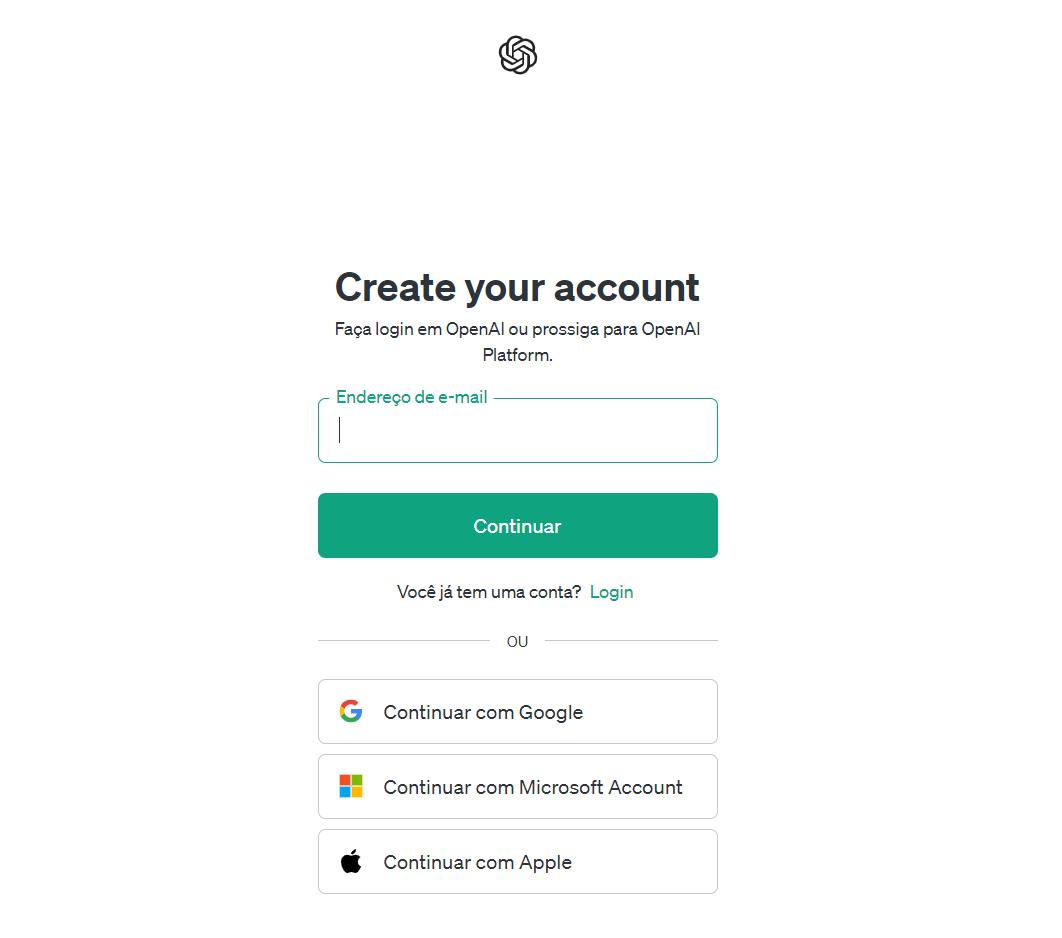 Create your account
Faça login em OpenAI ou prossiga para OpenAI
Platform.
Endereço de e-mail
Continuar
Você já tem uma conta? Login
OU
Continuar com Google
Continuar com Microsoft Account
Continuar com Apple